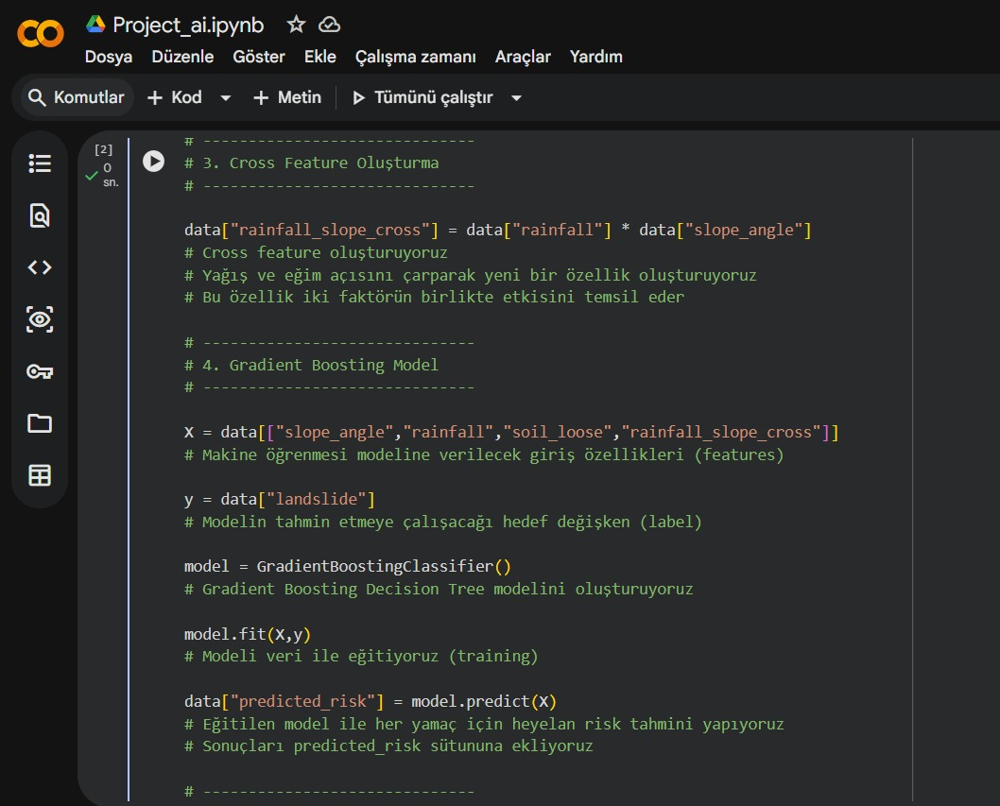 Project_ai.ipynb
Dosya Düzenle Göster Ekle Çalışma zamanı Araçlar Yardım
Komutlar + Kod + Metin Tümünü çalıştır
[2]
0
sn.
# ------------------------------
# 3. Cross Feature Oluşturma
# ------------------------------
data["rainfall_slope_cross"] = data["rainfall"] * data["slope_angle"]
# Cross feature oluşturuyoruz
# Yağış ve eğim açısını çarparak yeni bir özellik oluşturuyoruz
# Bu özellik iki faktörün birlikte etkisini temsil eder
# ------------------------------
# 4. Gradient Boosting Model
# ------------------------------
X = data[["slope_angle","rainfall","soil_loose","rainfall_slope_cross"]]
# Makine öğrenmesi modeline verilecek giriş özellikleri (features)
y = data["landslide"]
# Modelin tahmin etmeye çalışacağı hedef değişken (label)
model = GradientBoostingClassifier()
# Gradient Boosting Decision Tree modelini oluşturuyoruz
model.fit(X,y)
# Modeli veri ile eğitiyoruz (training)
data["predicted_risk"] = model.predict(X)
# Eğitilen model ile her yamaç için heyelan risk tahmini yapıyoruz
# Sonuçları predicted_risk sütununa ekliyoruz
# ------------------------------